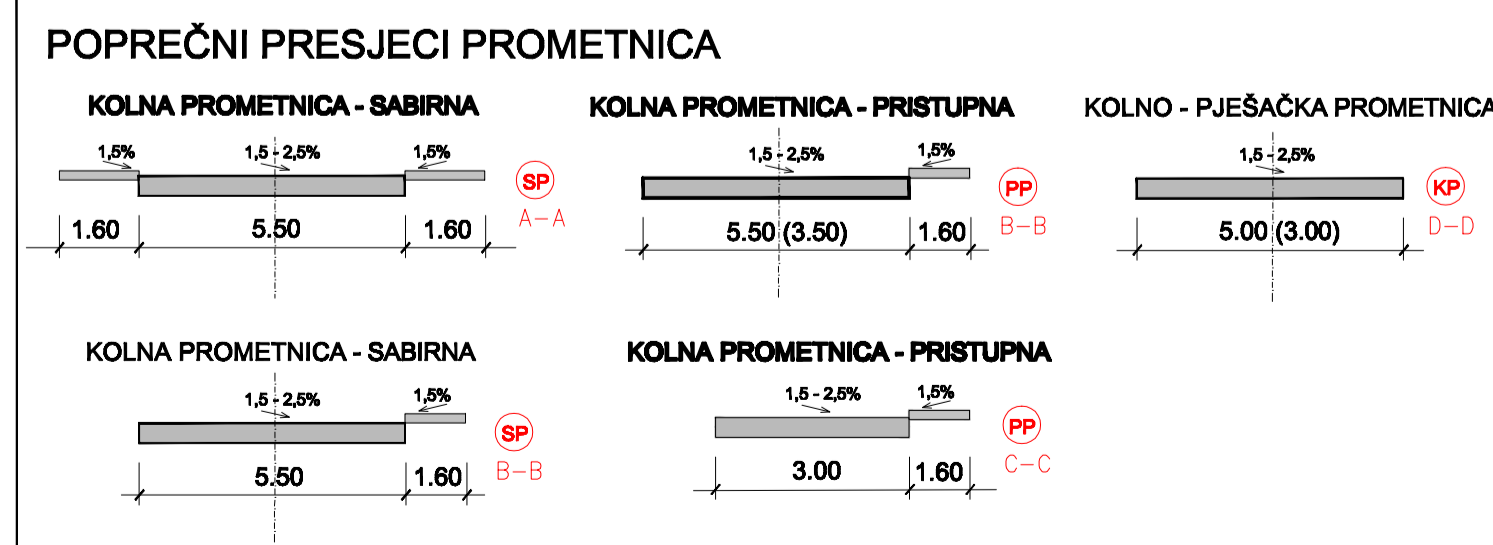 POPREČNI PRESJECI PROMETNICA
KOLNA PROMETNICA - SABIRNA
1,5% 1,5 - 2,5% 1,5%
SP
A-A
1.60 5.50 1.60
KOLNA PROMETNICA - PRISTUPNA
1,5 - 2,5% 1,5%
PP
B-B
5.50 (3.50) 1.60
KOLNO - PJEŠAČKA PROMETNICA
1,5 - 2,5%
KP
D-D
5.00 (3.00)
KOLNA PROMETNICA - SABIRNA
1,5 - 2,5% 1,5%
SP
B-B
5.50 1.60
KOLNA PROMETNICA - PRISTUPNA
1,5 - 2,5% 1,5%
PP
C-C
3.00 1.60